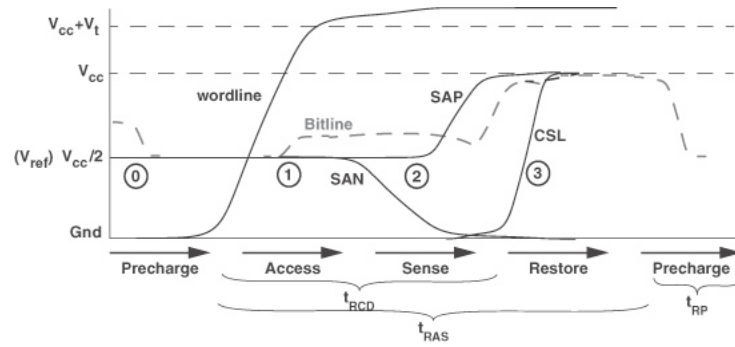 Vcc+Vt
Vcc
wordline
SAP
Bitline
CSL
(Vref) Vcc/2
0
1
SAN
2
3
Gnd
Precharge
Access
Sense
Restore
Precharge
tRCD
tRP
tRAS